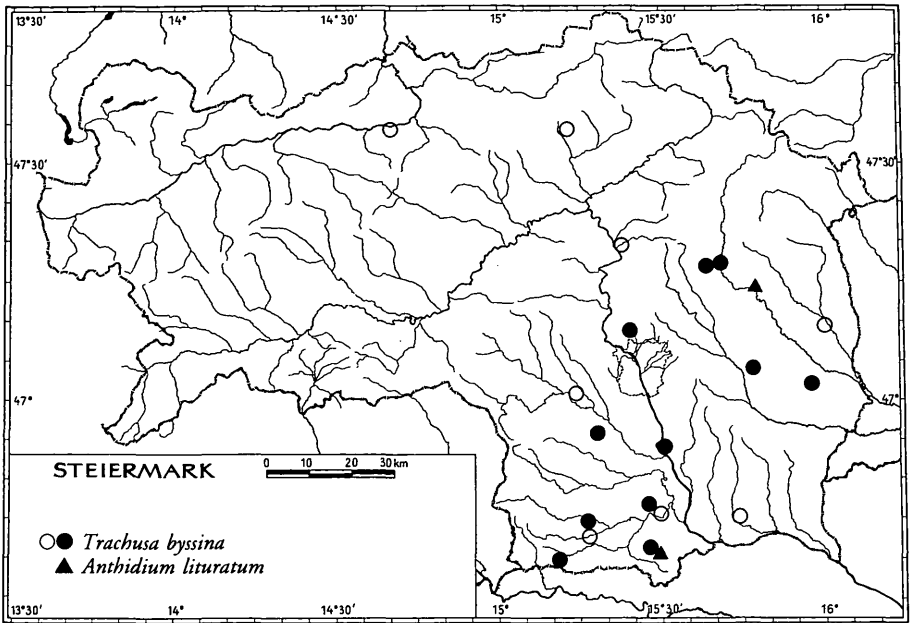 13°30' 14° 14°30' 15° 15°30' 16°
47°30' 47°30'
47° 47°
STEIERMARK 0 10 20 30 km
Trachusa byssina
Anthidium lituratum
13°30' 14° 14°30' 15° 15°30' 16°